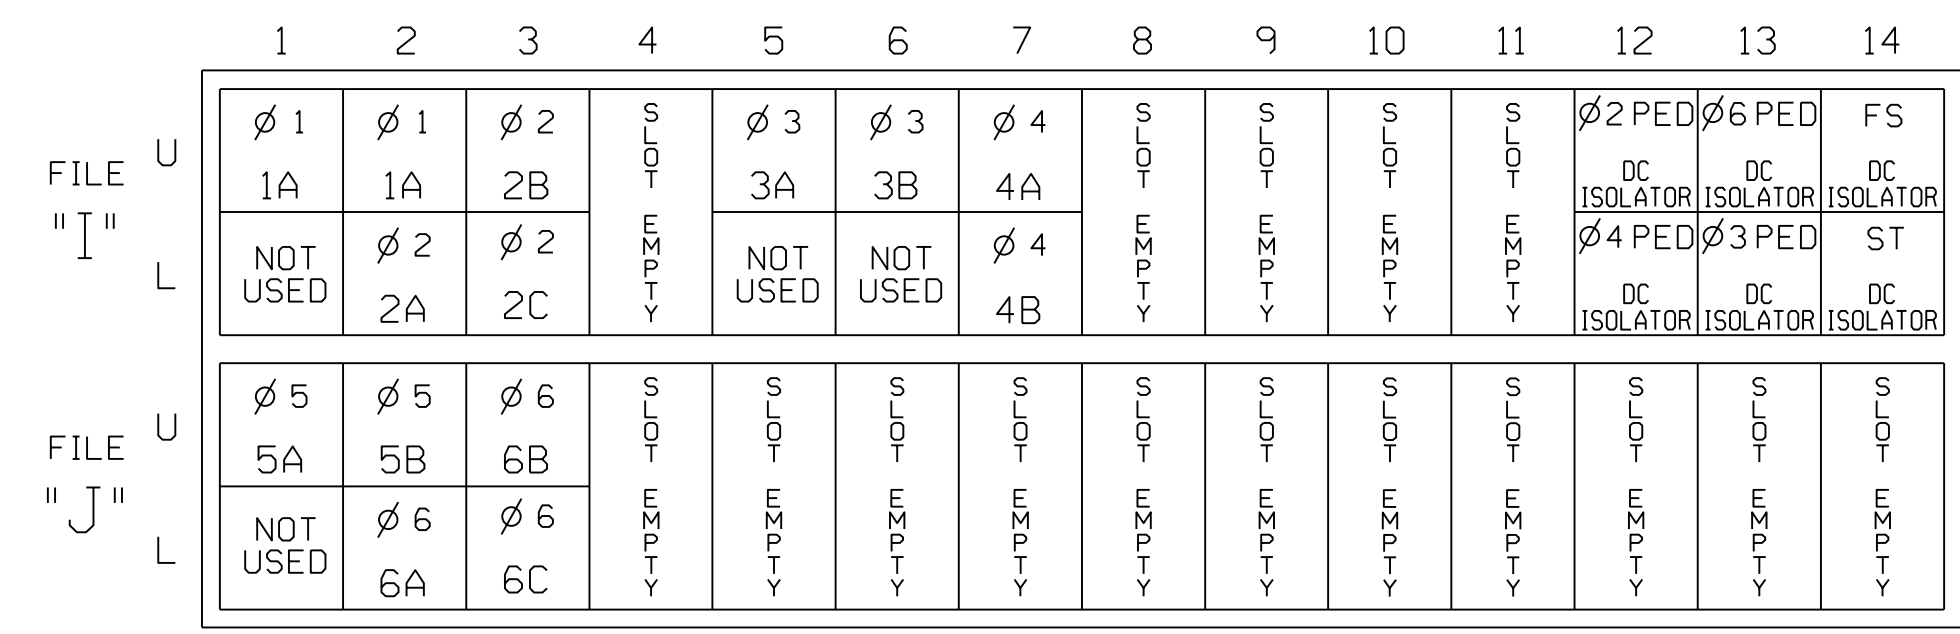 1 2 3 4 5 6 7 8 9 10 11 12 13 14
FILE
"I"
U
L
Ø 1 Ø 1 Ø 2 SLOT EMPTY Ø 3 Ø 3 Ø 4 SLOT EMPTY SLOT EMPTY SLOT EMPTY SLOT EMPTY Ø2 PED Ø6 PED FS
1A 1A 2B 3A 3B 4A DC DC DC
ISOLATOR ISOLATOR ISOLATOR
NOT Ø 2 Ø 2 NOT NOT Ø 4 Ø4 PED Ø3 PED ST
USED 2A 2C USED USED 4B DC DC DC
ISOLATOR ISOLATOR ISOLATOR
FILE
"J"
U
L
Ø 5 Ø 5 Ø 6 SLOT EMPTY SLOT EMPTY SLOT EMPTY SLOT EMPTY SLOT EMPTY SLOT EMPTY SLOT EMPTY SLOT EMPTY SLOT EMPTY SLOT EMPTY SLOT EMPTY
5A 5B 6B
NOT Ø 6 Ø 6
USED 6A 6C